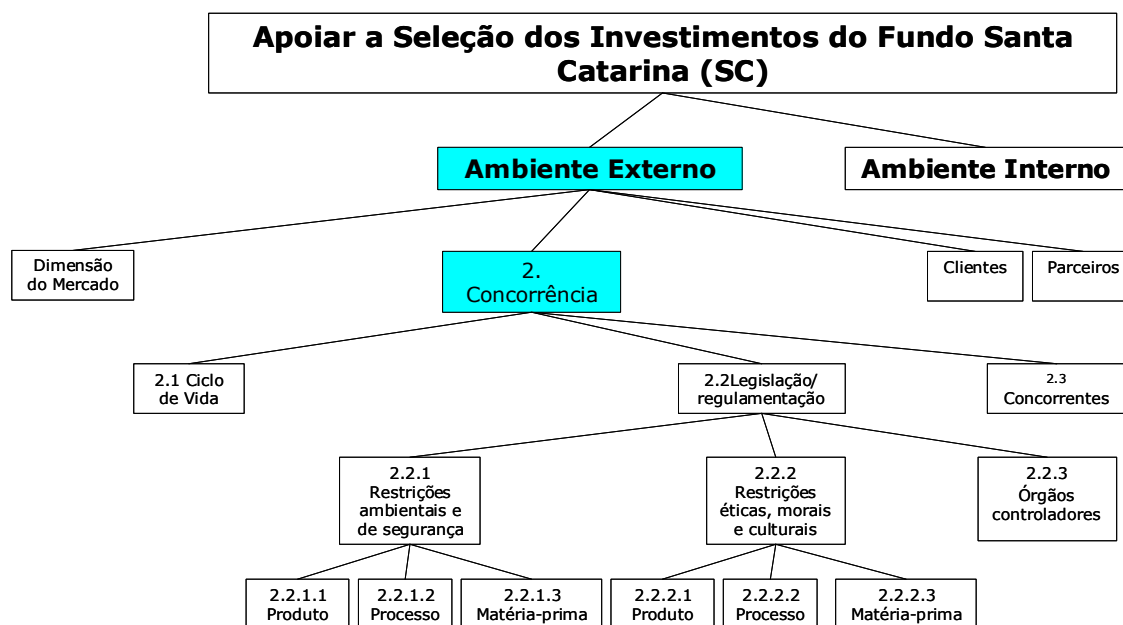 Apoiar a Seleção dos Investimentos do Fundo Santa
Catarina (SC)
Ambiente Externo
Ambiente Interno
Dimensão
do Mercado
2.
Concorrência
Clientes
Parceiros
2.1 Ciclo
de Vida
2.2Legislação/
regulamentação
2.3
Concorrentes
2.2.1
Restrições
ambientais e
de segurança
2.2.2
Restrições
éticas, morais
e culturais
2.2.3
Órgãos
controladores
2.2.1.1
Produto
2.2.1.2
Processo
2.2.1.3
Matéria-prima
2.2.2.1
Produto
2.2.2.2
Processo
2.2.2.3
Matéria-prima